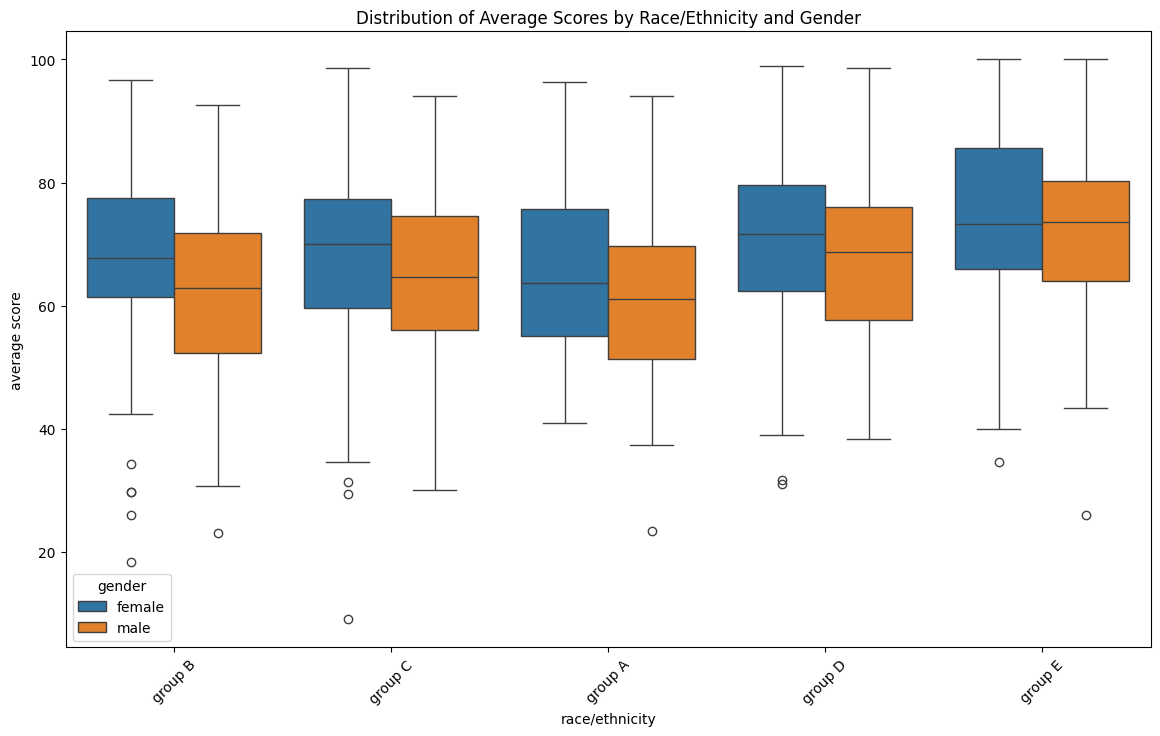 Distribution of Average Scores by Race/Ethnicity and Gender
average score
100
80
60
40
20
gender
female
male
group B
group C
group A
group D
group E
race/ethnicity